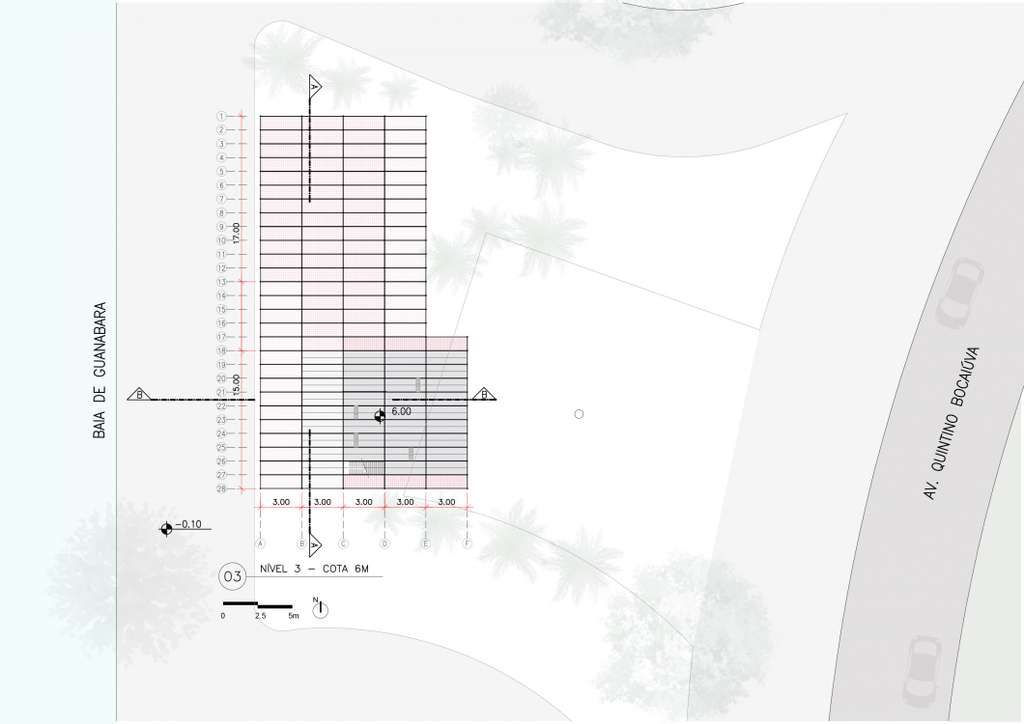 A
1
2
3
4
5
6
7
8
9
10
11
12
13
14
15
16
17
18
19
20
21
22
23
24
25
26
27
28
17.00
15.00
BAIA DE GUANABARA
B
B
6.00
AV. QUINTINO BOCAIÚVA
3.00 3.00 3.00 3.00 3.00
-0.10
A B C D E F
A
03 NÍVEL 3 - COTA 6M
N
0 2.5 5m